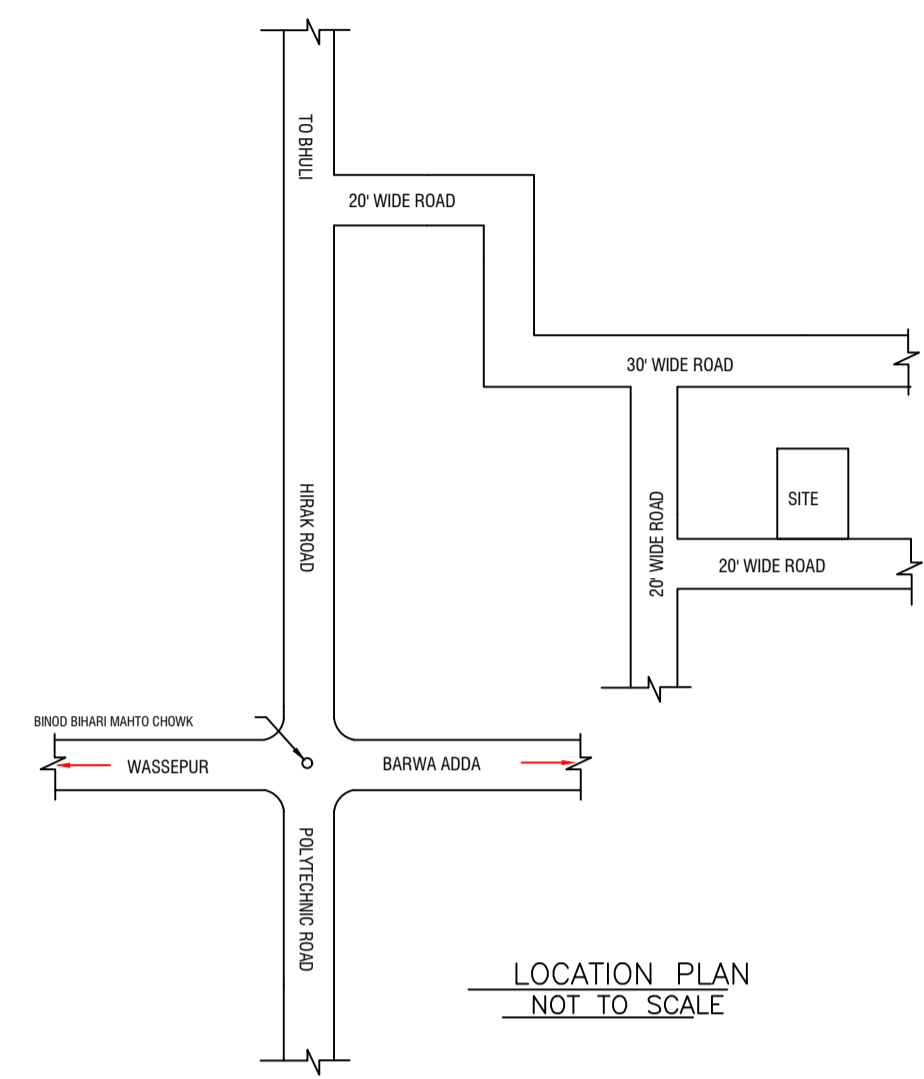 TO BHULI
20' WIDE ROAD
30' WIDE ROAD
SITE
HIRAK ROAD
20' WIDE ROAD
20' WIDE ROAD
BINOD BIHARI MAHTO CHOWK
WASSEPUR
BARWA ADDA
POLYTECHNIC ROAD
LOCATION PLAN
NOT TO SCALE